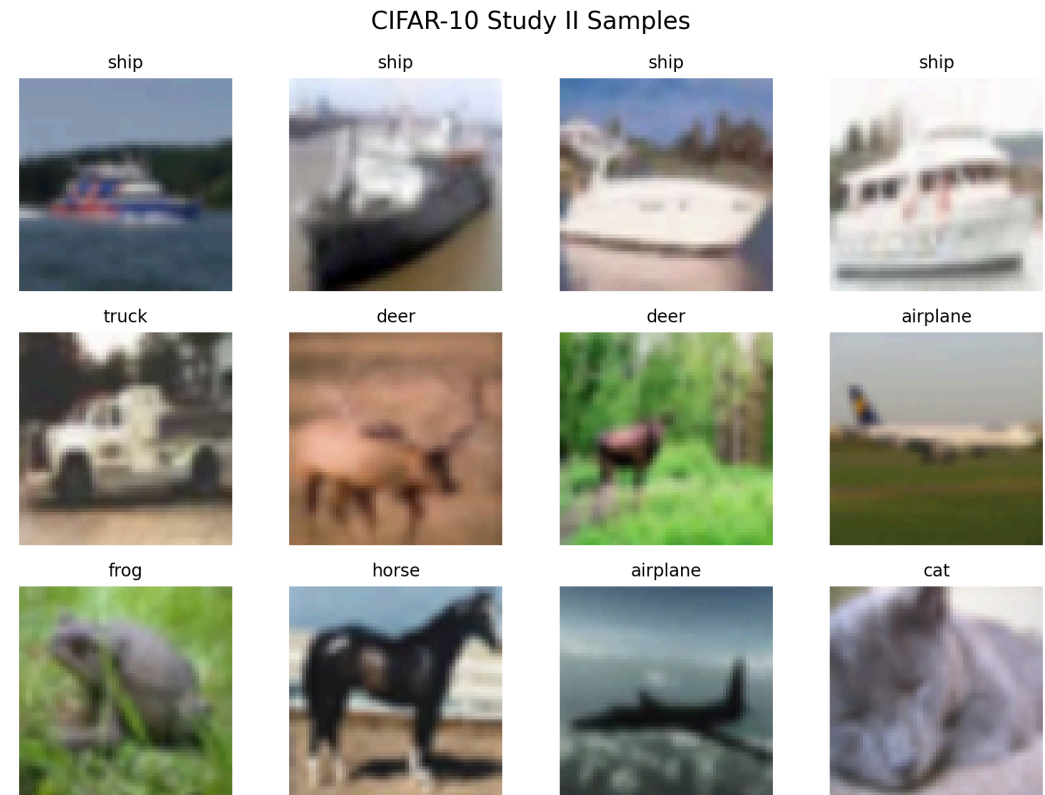 CIFAR-10 Study II Samples
ship ship ship ship
truck deer deer airplane
frog horse airplane cat